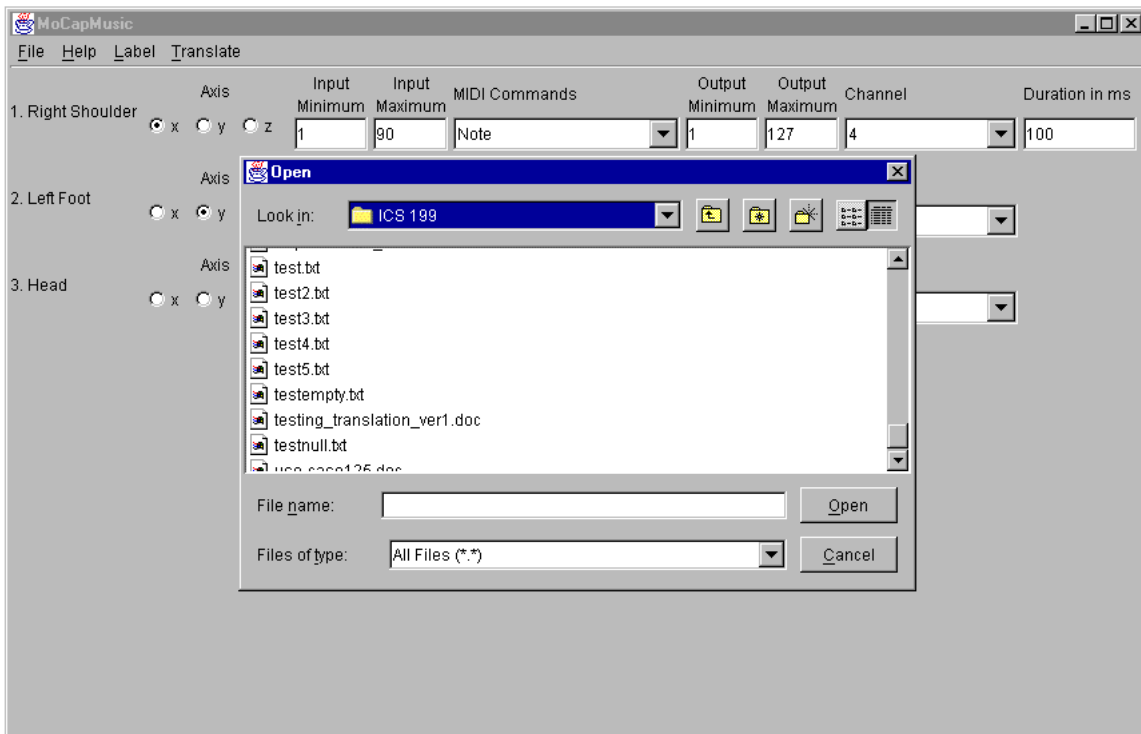 MoCapMusic
File Help Label Translate
1. Right Shoulder
Axis
x y z
Input Minimum
1
Input Maximum
90
MIDI Commands
Note
Output Minimum
1
Output Maximum
127
Channel
4
Duration in ms
100
2. Left Foot
Axis
x y
3. Head
Axis
x y
Open
Look in: ICS 199
test.txt
test2.txt
test3.txt
test4.txt
test5.txt
testempty.txt
testing_translation_ver1.doc
testnull.txt
File name:
Open
Files of type: All Files (*.*)
Cancel